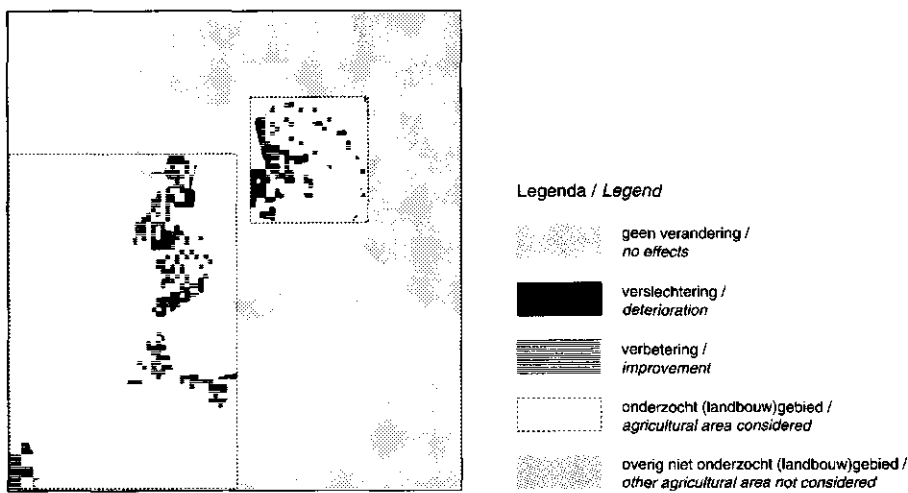 Legenda / Legend
geen verandering /
no effects
verslechtering /
deterioration
verbetering /
improvement
onderzocht (landbouw)gebied /
agricultural area considered
overig niet onderzocht (landbouw)gebied /
other agricultural area not considered